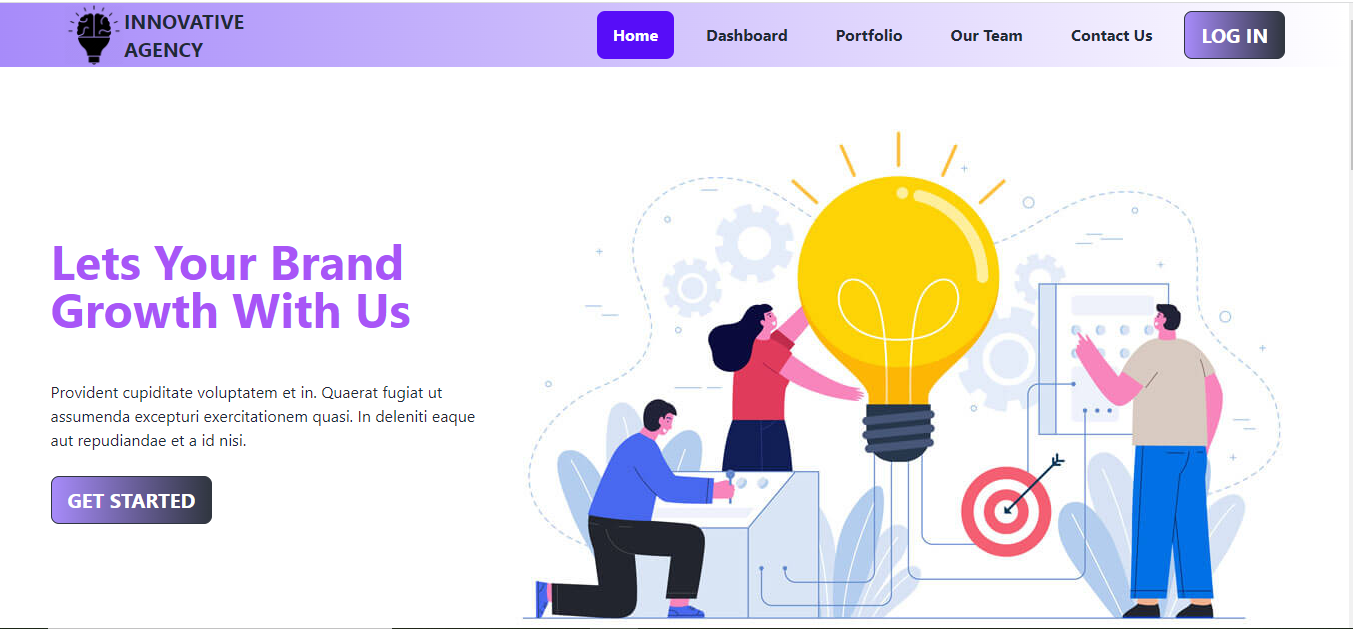 INNOVATIVE
AGENCY
Home Dashboard Portfolio Our Team Contact Us LOG IN
Lets Your Brand
Growth With Us
Provident cupiditate voluptatem et in. Quaerat fugiat ut
assumenda excepturi exercitationem quasi. In deleniti eaque
aut repudiandae et a id nisi.
GET STARTED